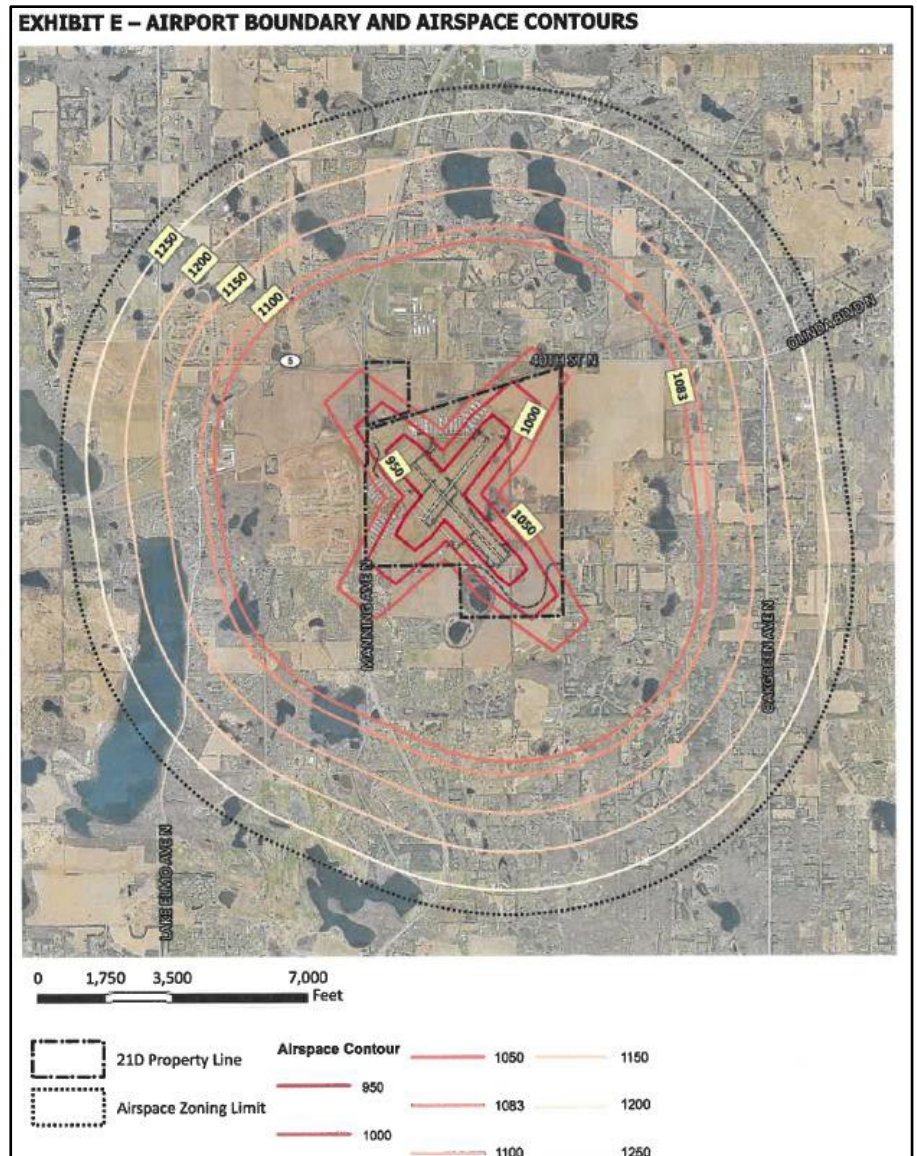 EXHIBIT E – AIRPORT BOUNDARY AND AIRSPACE CONTOURS
1250
1200
1150
1100
OLINDA BLVD N
5
40TH ST N
1083
1000
950
1050
MANNING AVE N
OAKGREEN AVE N
LAKE ELMO AVE N
0 1,750 3,500 7,000
Feet
21D Property Line
Airspace Zoning Limit
Airspace Contour
950
1000
1050
1083
1100
1150
1200
1250